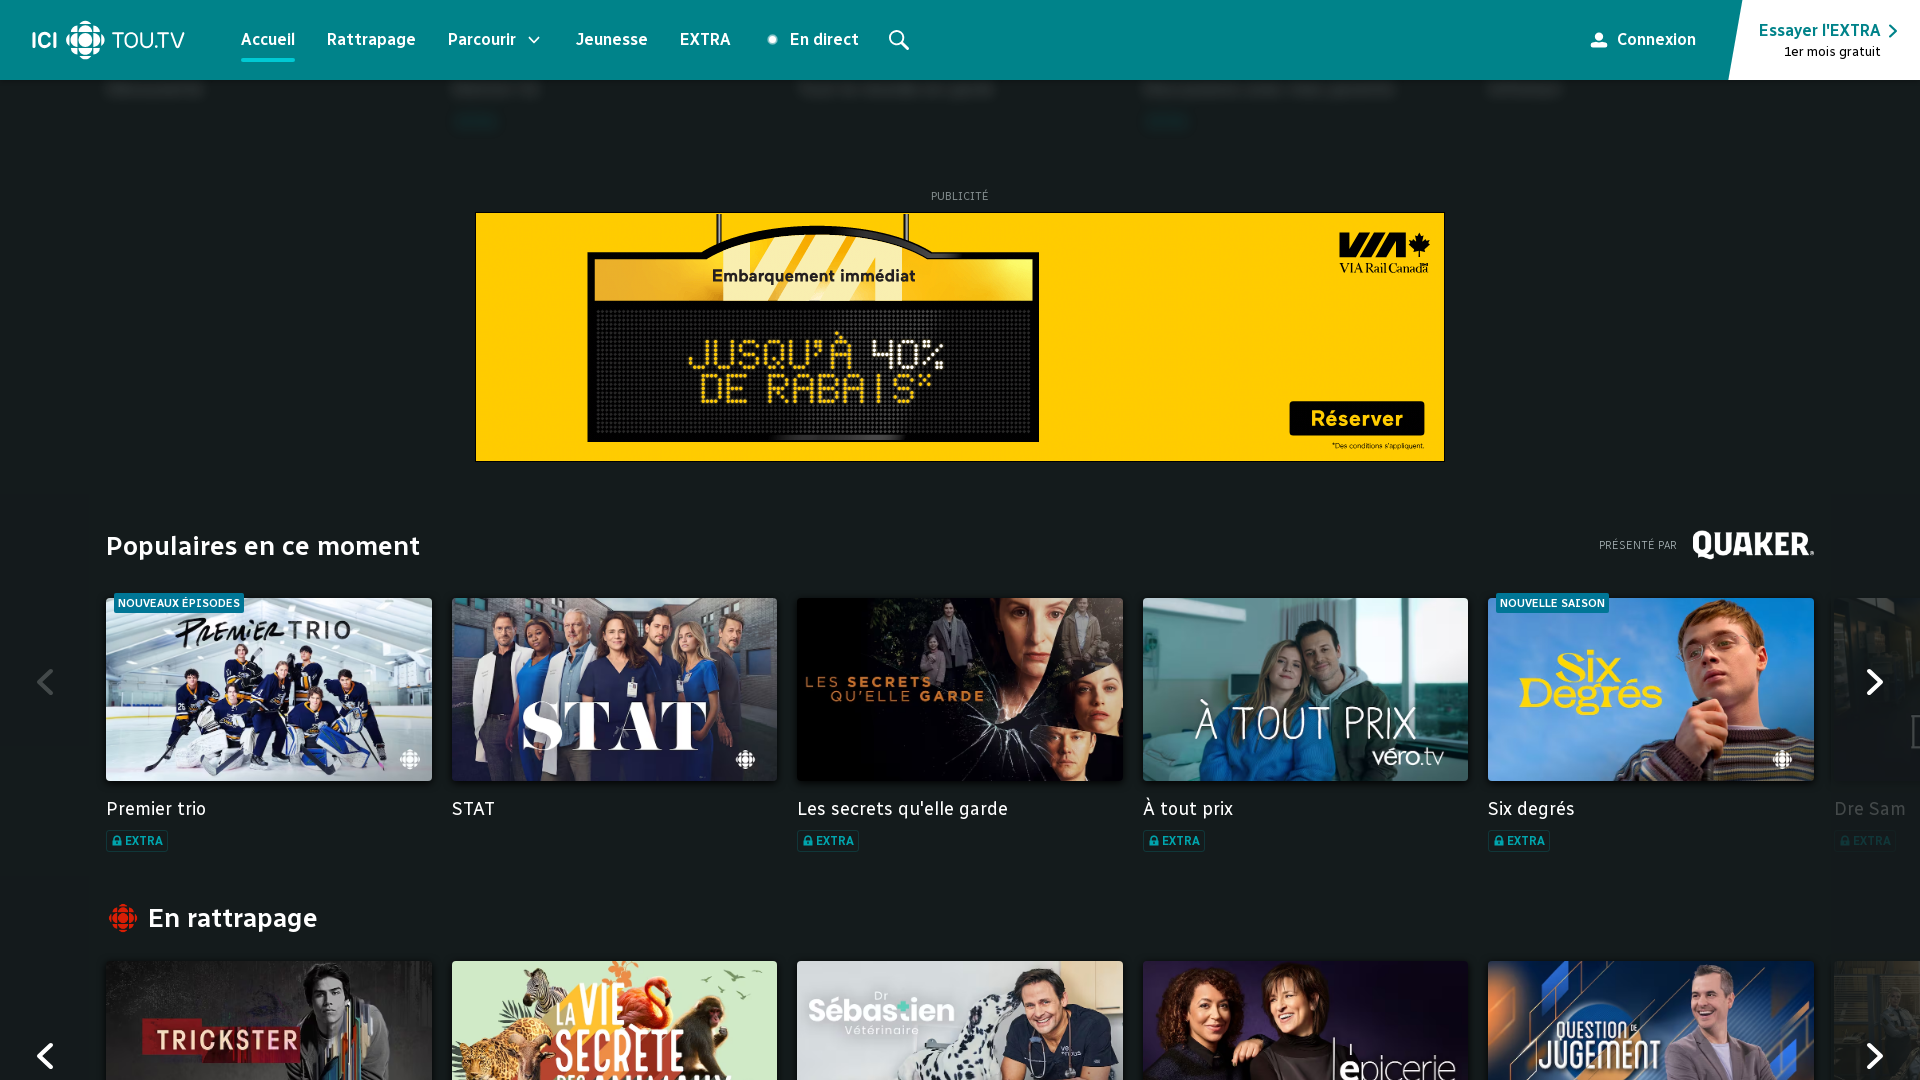 ICI TOU.TV
Accueil
Rattrapage
Parcourir
Jeunesse
EXTRA
En direct
Connexion
Essayer l'EXTRA
1er mois gratuit
PUBLICITÉ
Embarquement immédiat
JUSQU'À 40%
DE RABAIS*
VIA
VIA Rail Canada
Réserver
*Des conditions s'appliquent.
Populaires en ce moment
PRÉSENTÉ PAR QUAKER
NOUVEAUX ÉPISODES
PREMIER TRIO
STAT
LES SECRETS
QU'ELLE GARDE
À TOUT PRIX
véro.tv
NOUVELLE SAISON
Six
Degrés
Premier trio
EXTRA
STAT
Les secrets qu'elle garde
EXTRA
À tout prix
EXTRA
Six degrés
EXTRA
Dre Sam
EXTRA
En rattrapage
TRICKSTER
LA VIE
SECRÈTE
DES ANIMAUX
Dr
Sébastien
Vétérinaire
L'épicerie
QUESTION DE
JUGEMENT